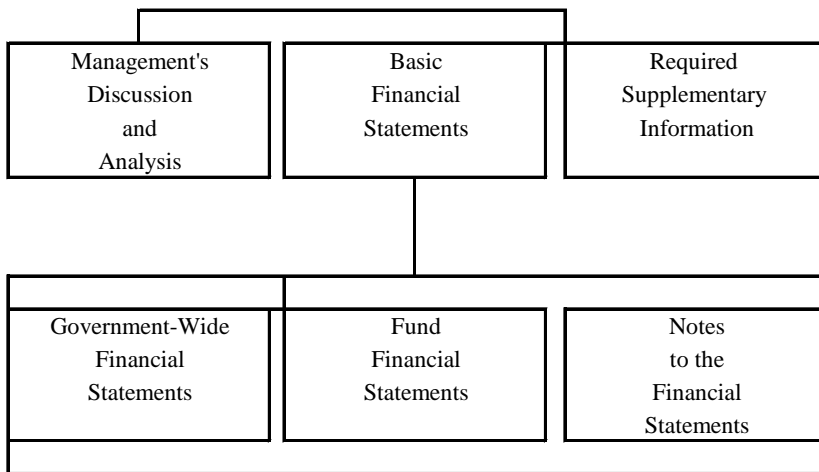 Management's
Discussion
and
Analysis
Basic
Financial
Statements
Required
Supplementary
Information
Government-Wide
Financial
Statements
Fund
Financial
Statements
Notes
to the
Financial
Statements